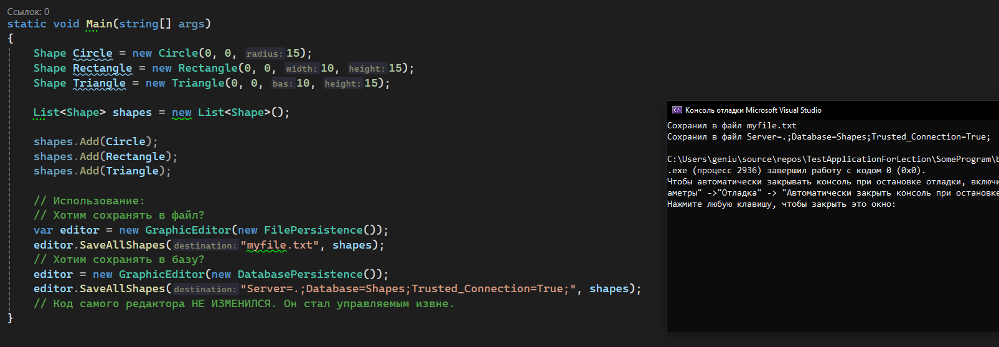 Ссылок: 0
static void Main(string[] args)
{
Shape Circle = new Circle(0, 0, radius: 15);
Shape Rectangle = new Rectangle(0, 0, width: 10, height: 15);
Shape Triangle = new Triangle(0, 0, bas: 10, height: 15);
List<Shape> shapes = new List<Shape>();
shapes.Add(Circle);
shapes.Add(Rectangle);
shapes.Add(Triangle);
// Использование:
// Хотим сохранять в файл?
var editor = new GraphicEditor(new FilePersistence());
editor.SaveAllShapes(destination: "myfile.txt", shapes);
// Хотим сохранять в базу?
editor = new GraphicEditor(new DatabasePersistence());
editor.SaveAllShapes(destination: "Server=.;Database=Shapes;Trusted_Connection=True;", shapes);
// Код самого редактора НЕ ИЗМЕНИЛСЯ. Он стал управляемым извне.
}
Консоль отладки Microsoft Visual Studio
Сохранил в файл myfile.txt
Сохранил в файл Server=.;Database=Shapes;Trusted_Connection=True;
C:\Users\geniu\source\repos\TestApplicationForLection\SomeProgram\b
.exe (процесс 2936) завершил работу с кодом 0 (0x0).
Чтобы автоматически закрывать консоль при остановке отладки, включи
аметры" ->"Отладка" -> "Автоматически закрыть консоль при остановке
Нажмите любую клавишу, чтобы закрыть это окно: